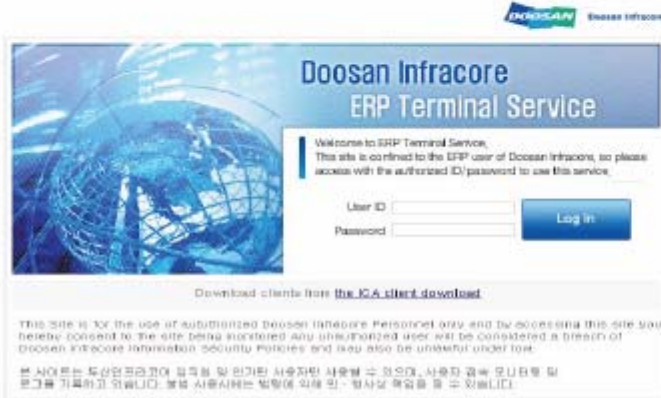 DOOSAN Doosan Infracore
Doosan Infracore
ERP Terminal Service
Welcome to ERP Terminal Service,
This site is confined to the ERP user of Doosan Infracore, so please
access with the authorized ID/password to use this service.
User ID
Log In
Password
Download clients from the ICA client download
This Site is for the use of aututhorized Doosan Infracore Personnel only and by accessing this site you
hereby consent to the site being monitored Any unauthorized user will be considered a breach of
Doosan Infracore Information Security Policies and may also be unlawful under low.
본 사이트는 두산인프라코어 임직원 및 인가된 사용자만 사용할 수 있으며, 사용자 접속 모니터링 및
로그를 기록하고 있습니다. 불법 사용시에는 법령에 의해 민·형사상 책임을 질 수 있습니다.